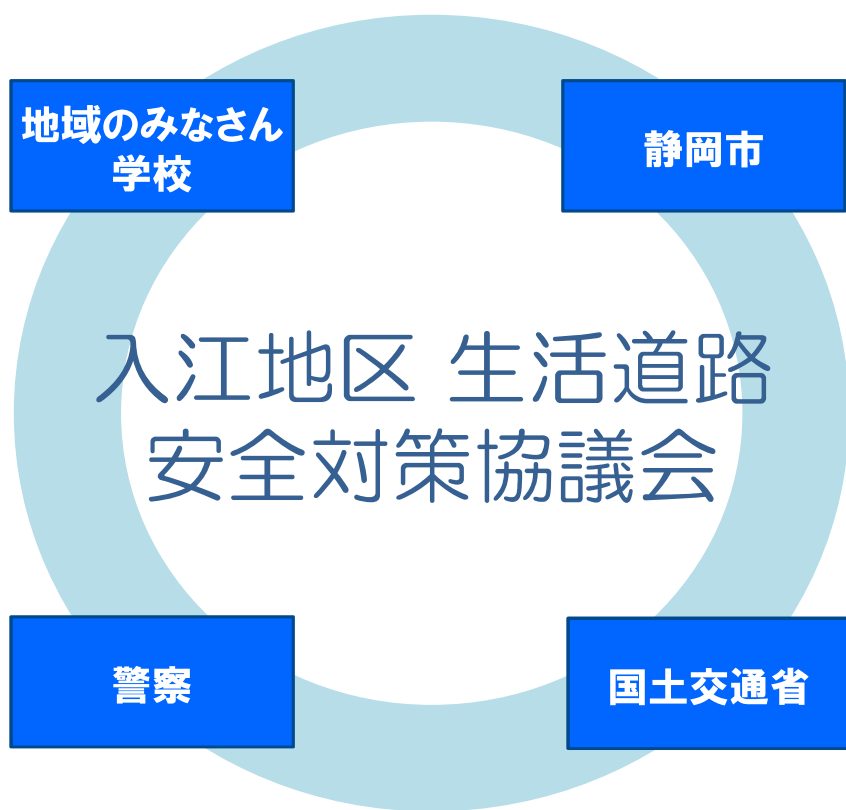 地域のみなさん
学校
静岡市
入江地区 生活道路
安全対策協議会
警察
国土交通省